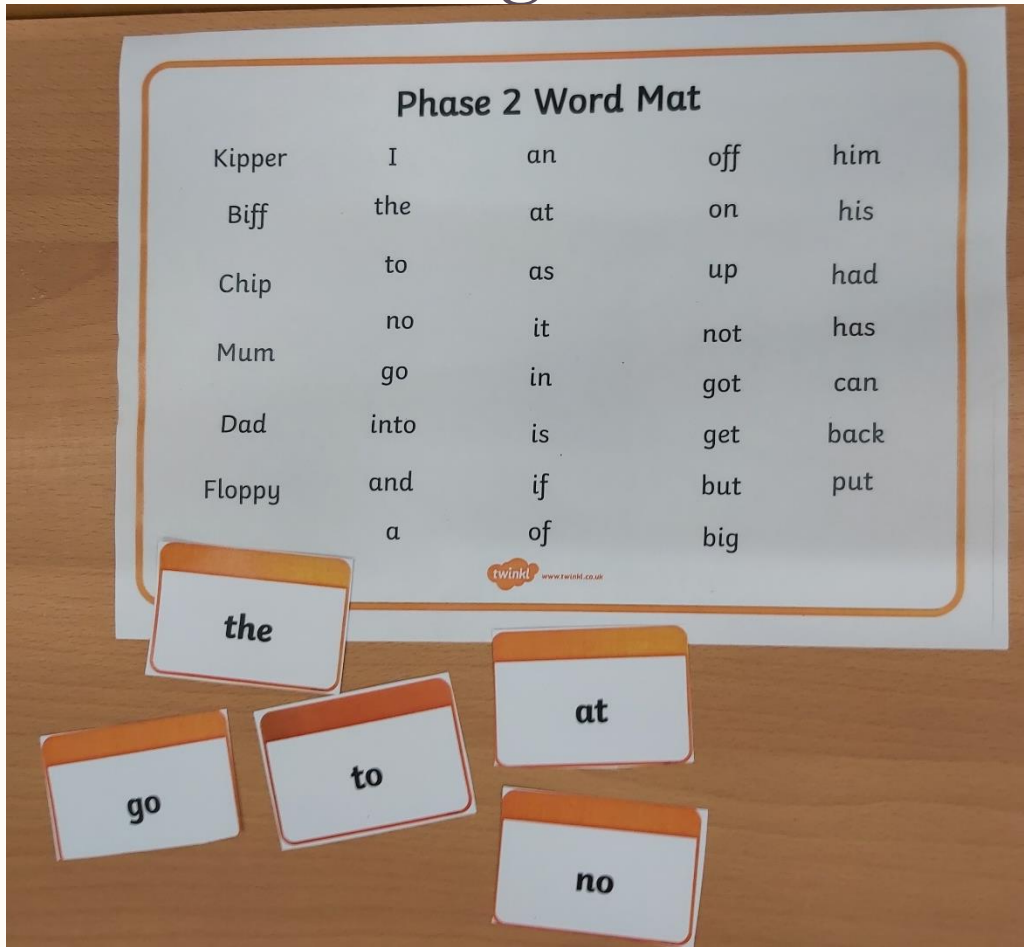 Phase 2 Word Mat
Kipper I an off him
Biff the at on his
Chip to as up had
Mum no it not has
go in got can
Dad into is get back
Floppy and if but put
a of big
twinkl www.twinkl.co.uk
the
at
go
to
no